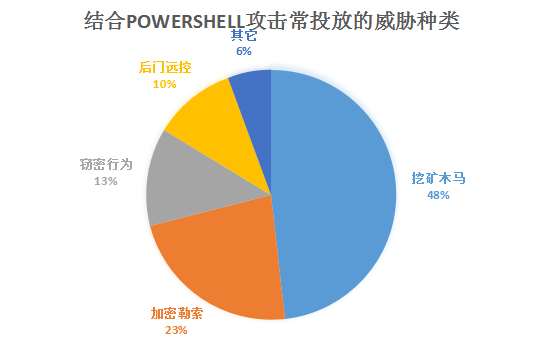 结合POWERSHELL攻击常投放的威胁种类
其它
6%
后门远控
10%
窃密行为
13%
挖矿木马
48%
加密勒索
23%